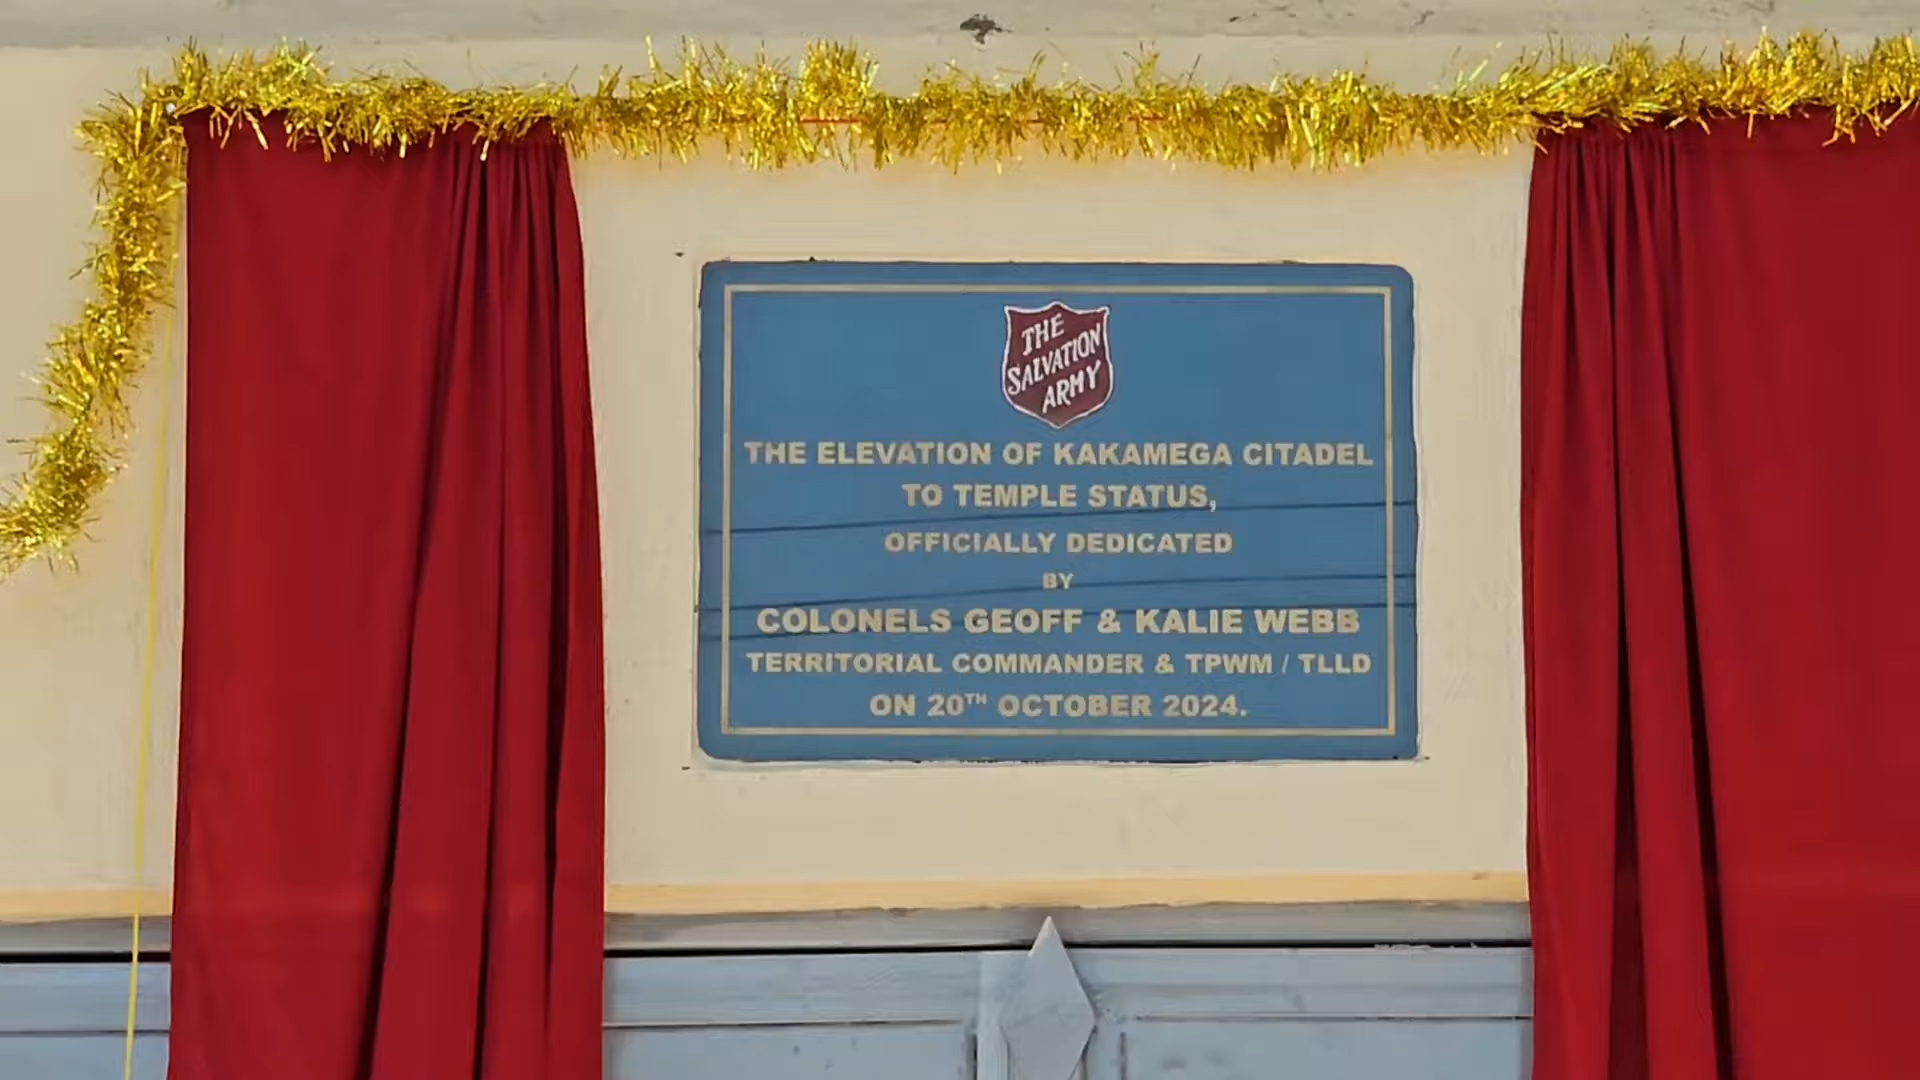 THE
SALVATION
ARMY
THE ELEVATION OF KAKAMEGA CITADEL
TO TEMPLE STATUS,
OFFICIALLY DEDICATED
BY
COLONELS GEOFF & KALIE WEBB
TERRITORIAL COMMANDER & TPWM / TLLD
ON 20TH OCTOBER 2024.